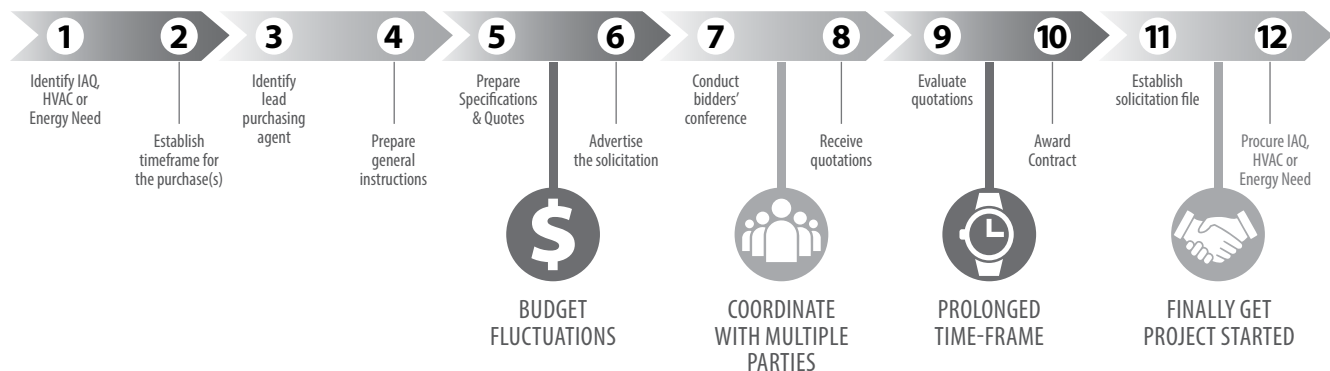 1
Identify IAQ,
HVAC or
Energy Need
2
Establish
timeframe for
the purchase(s)
3
Identify
lead
purchasing
agent
4
Prepare
general
instructions
5
Prepare
Specifications
& Quotes
6
Advertise
the solicitation
7
Conduct
bidders’
conference
8
Receive
quotations
9
Evaluate
quotations
10
Award
Contract
11
Establish
solicitation file
12
Procure IAQ,
HVAC or
Energy Need
$
BUDGET
FLUCTUATIONS
COORDINATE
WITH MULTIPLE
PARTIES
PROLONGED
TIME-FRAME
FINALLY GET
PROJECT STARTED